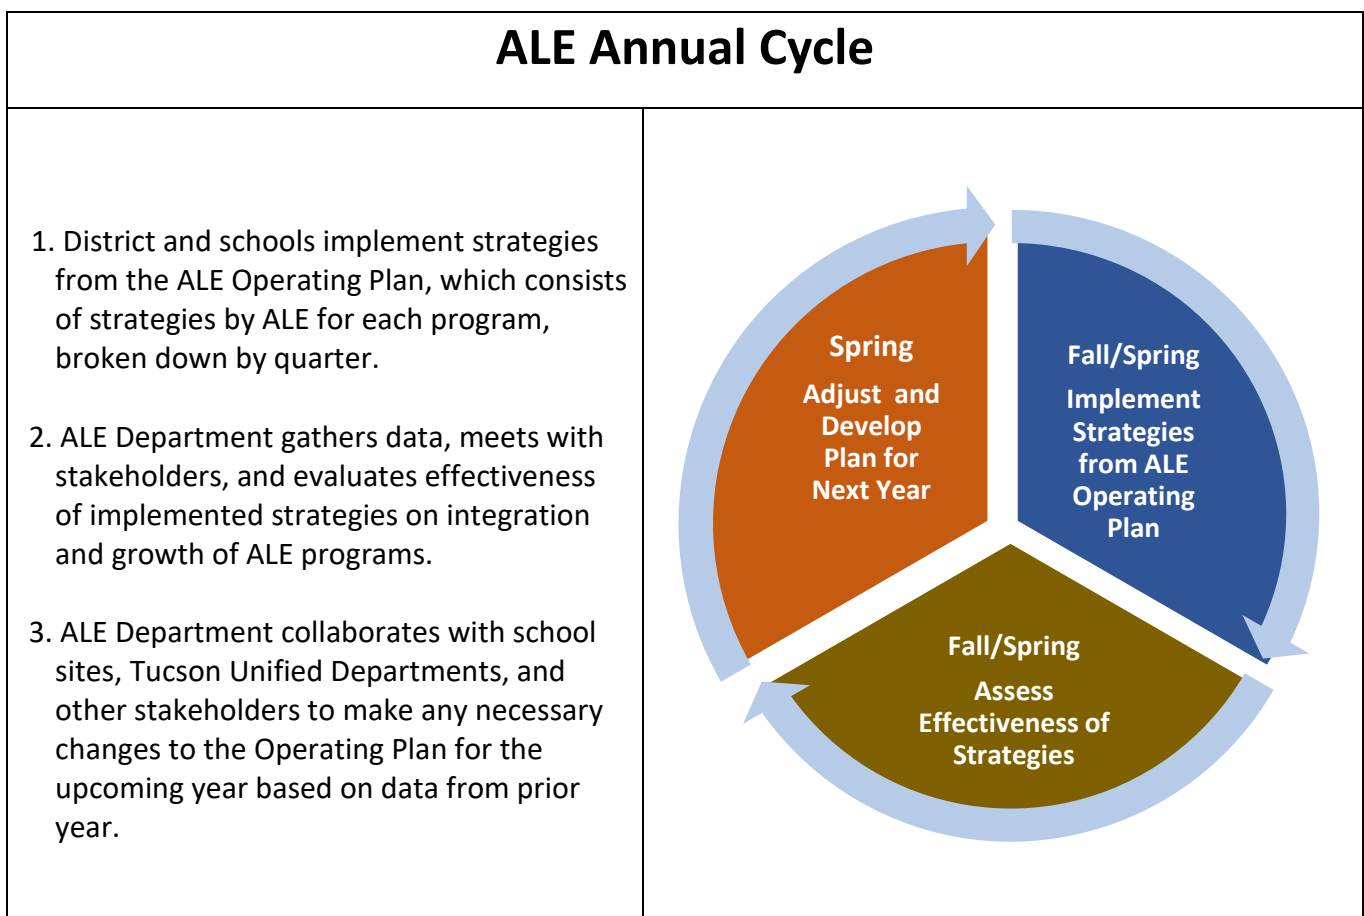 ALE Annual Cycle
1. District and schools implement strategies
from the ALE Operating Plan, which consists
of strategies by ALE for each program,
broken down by quarter.
2. ALE Department gathers data, meets with
stakeholders, and evaluates effectiveness
of implemented strategies on integration
and growth of ALE programs.
3. ALE Department collaborates with school
sites, Tucson Unified Departments, and
other stakeholders to make any necessary
changes to the Operating Plan for the
upcoming year based on data from prior
year.
Spring
Adjust and
Develop
Plan for
Next Year
Fall/Spring
Implement
Strategies
from ALE
Operating
Plan
Fall/Spring
Assess
Effectiveness of
Strategies